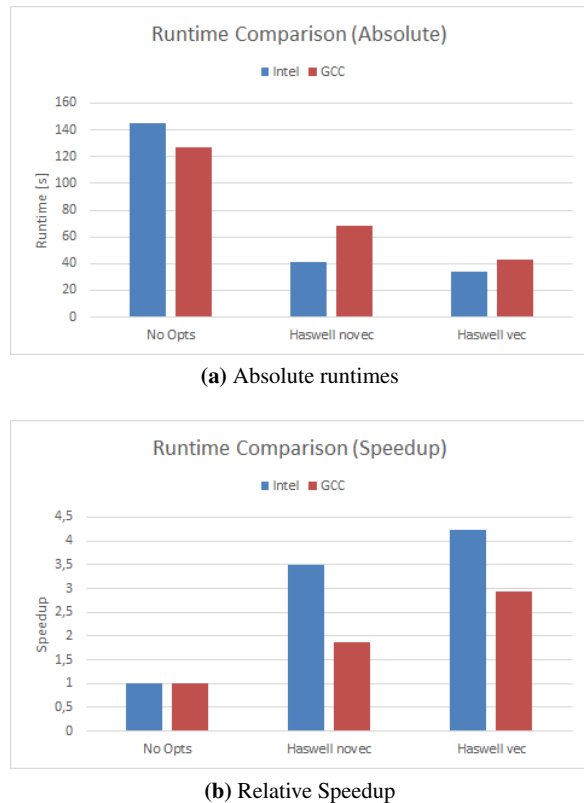 Runtime Comparison (Absolute)
Intel GCC
160
140
120
100
80
60
40
20
0
Runtime [s]
No Opts Haswell novec Haswell vec
(a) Absolute runtimes
Runtime Comparison (Speedup)
Intel GCC
4,5
4
3,5
3
2,5
2
1,5
1
0,5
0
Speedup
No Opts Haswell novec Haswell vec
(b) Relative Speedup